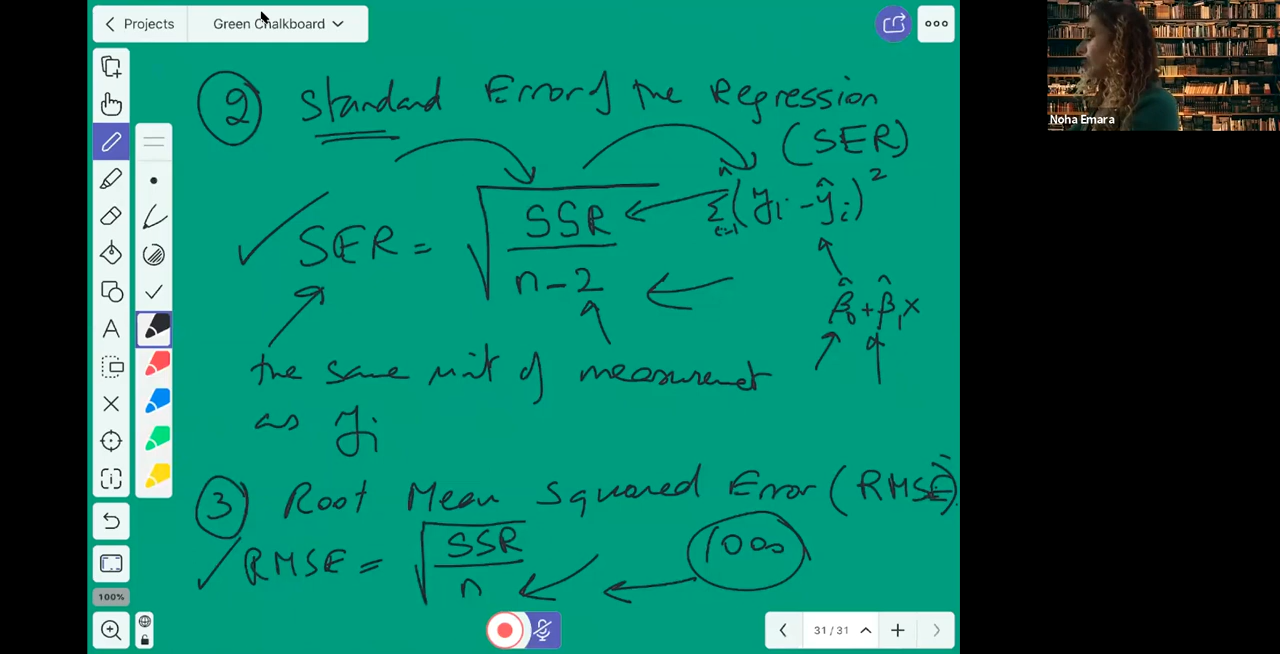 Projects
Green Chalkboard
Noha Emara
② Standard Error of the Regression
(SER)
SER = √(SSR / n-2)
n
Σ (yi - ŷi)²
i=1
β̂₀ + β̂₁x
the same unit of measuremet
as yi
③ Root Mean Squared Error (RMSE)
RMSE = √(SSR / n)
1000
100%
31/31